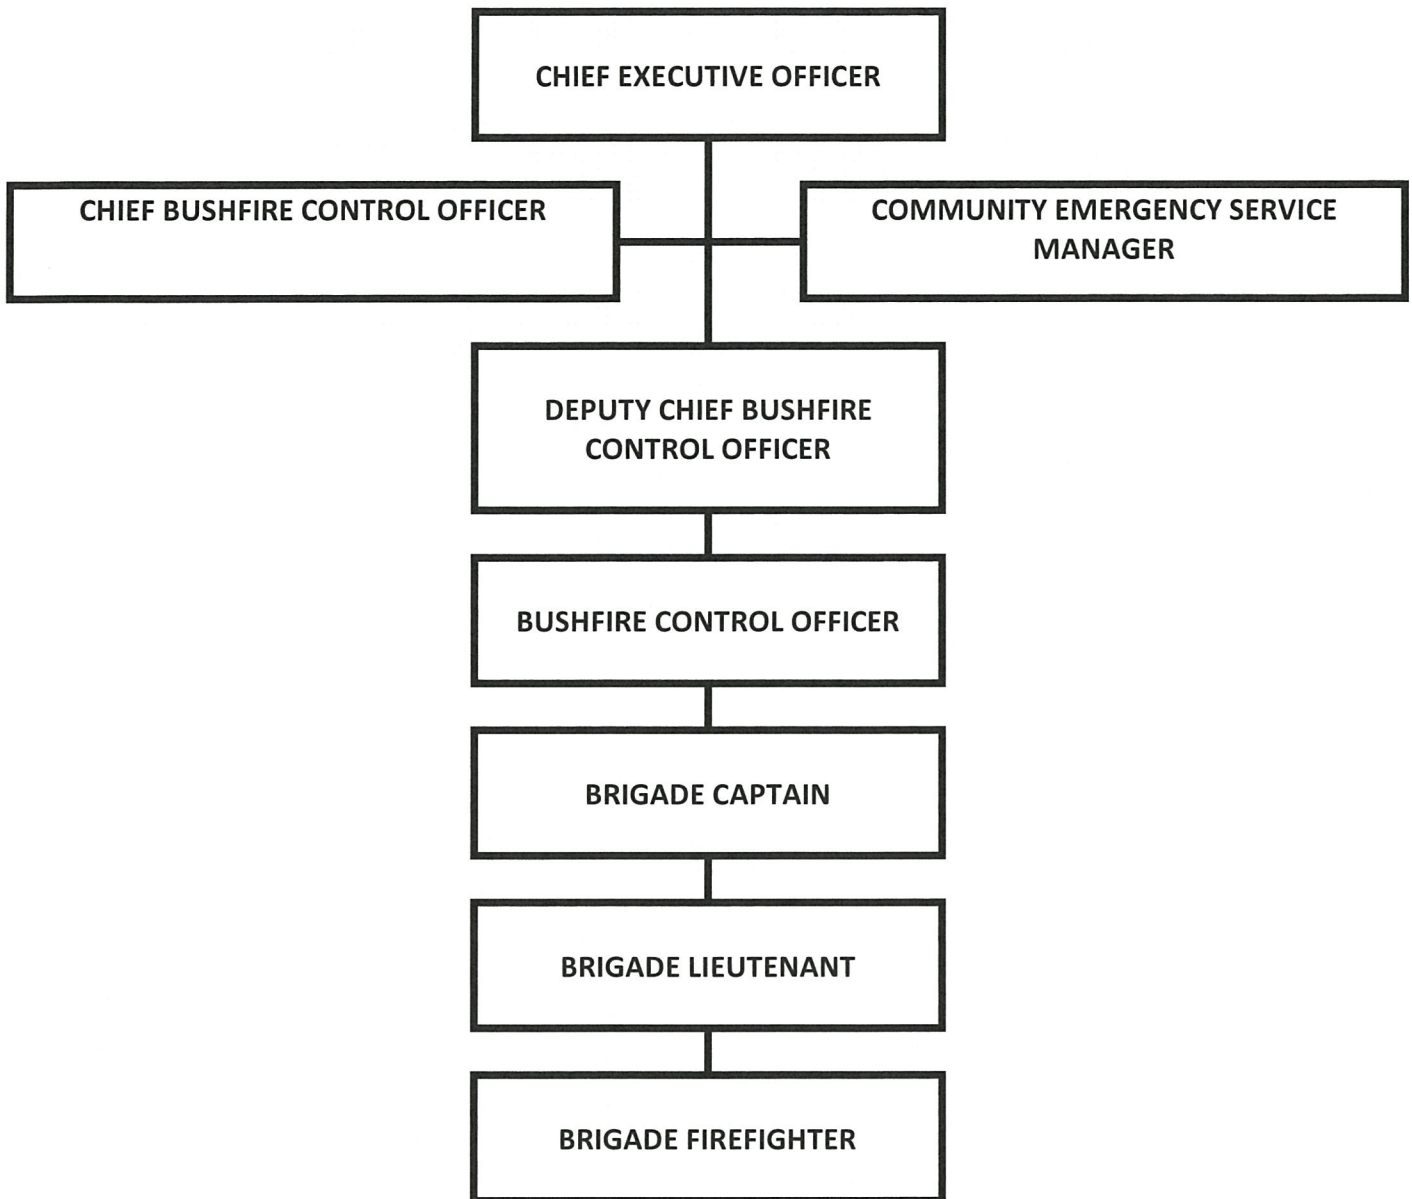 CHIEF EXECUTIVE OFFICER
CHIEF BUSHFIRE CONTROL OFFICER
COMMUNITY EMERGENCY SERVICE
MANAGER
DEPUTY CHIEF BUSHFIRE
CONTROL OFFICER
BUSHFIRE CONTROL OFFICER
BRIGADE CAPTAIN
BRIGADE LIEUTENANT
BRIGADE FIREFIGHTER